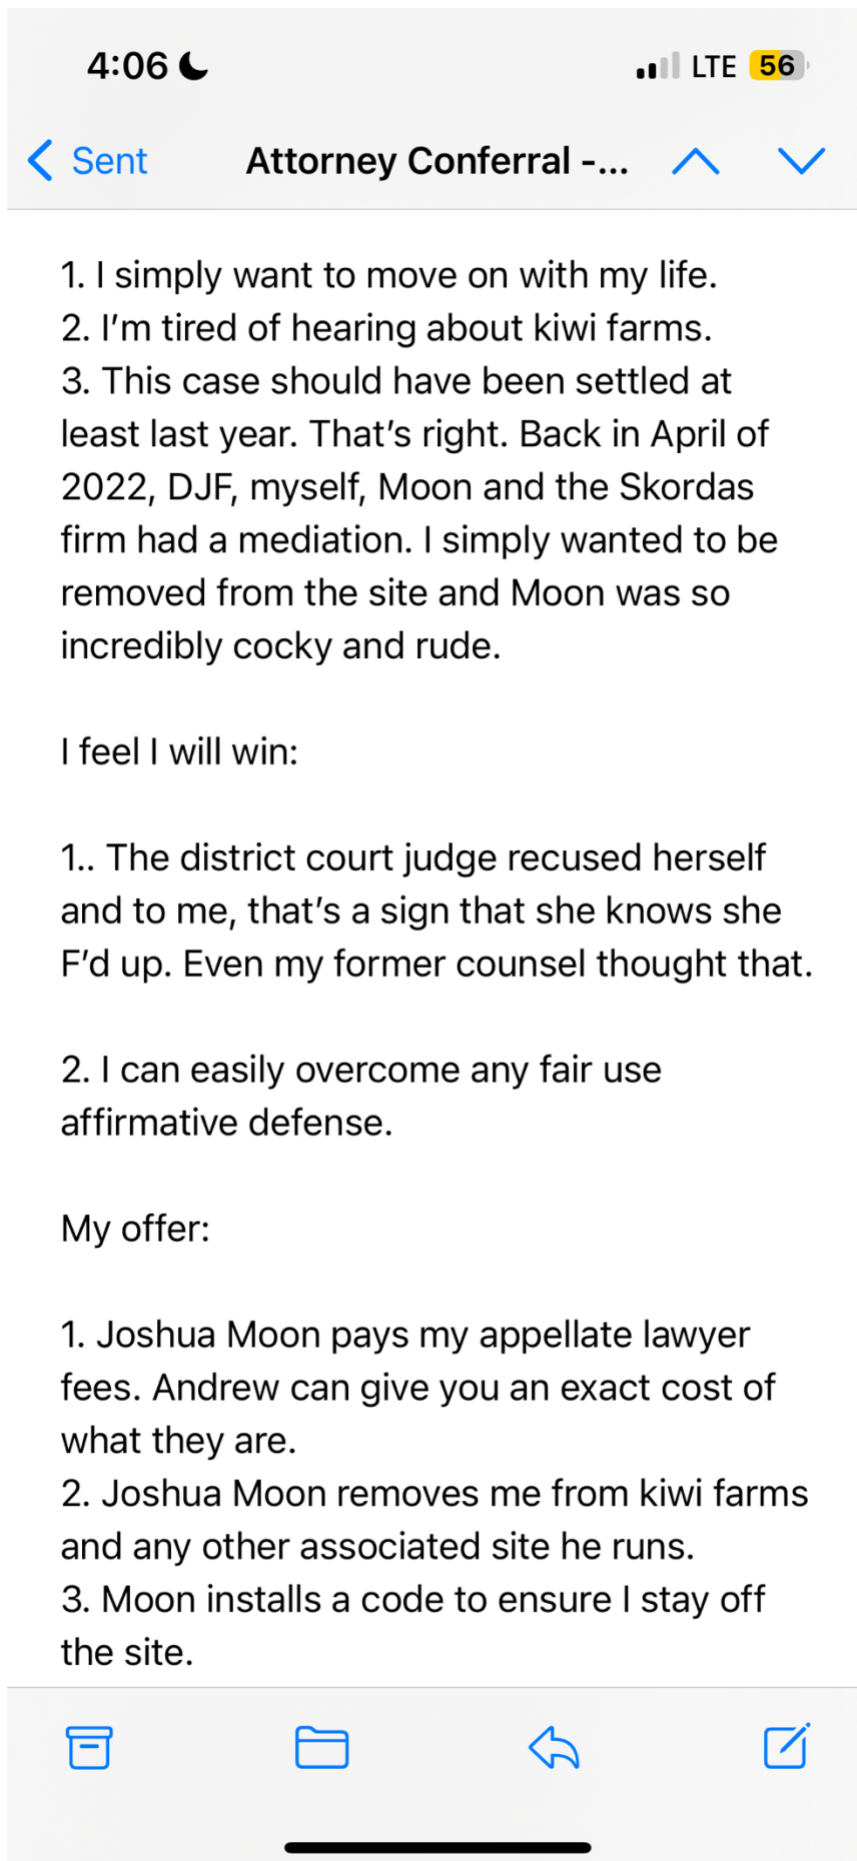 4:06
LTE 56
Sent
Attorney Conferral -...
1. I simply want to move on with my life.
2. I'm tired of hearing about kiwi farms.
3. This case should have been settled at
least last year. That's right. Back in April of
2022, DJF, myself, Moon and the Skordas
firm had a mediation. I simply wanted to be
removed from the site and Moon was so
incredibly cocky and rude.
I feel I will win:
1.. The district court judge recused herself
and to me, that's a sign that she knows she
F'd up. Even my former counsel thought that.
2. I can easily overcome any fair use
affirmative defense.
My offer:
1. Joshua Moon pays my appellate lawyer
fees. Andrew can give you an exact cost of
what they are.
2. Joshua Moon removes me from kiwi farms
and any other associated site he runs.
3. Moon installs a code to ensure I stay off
the site.